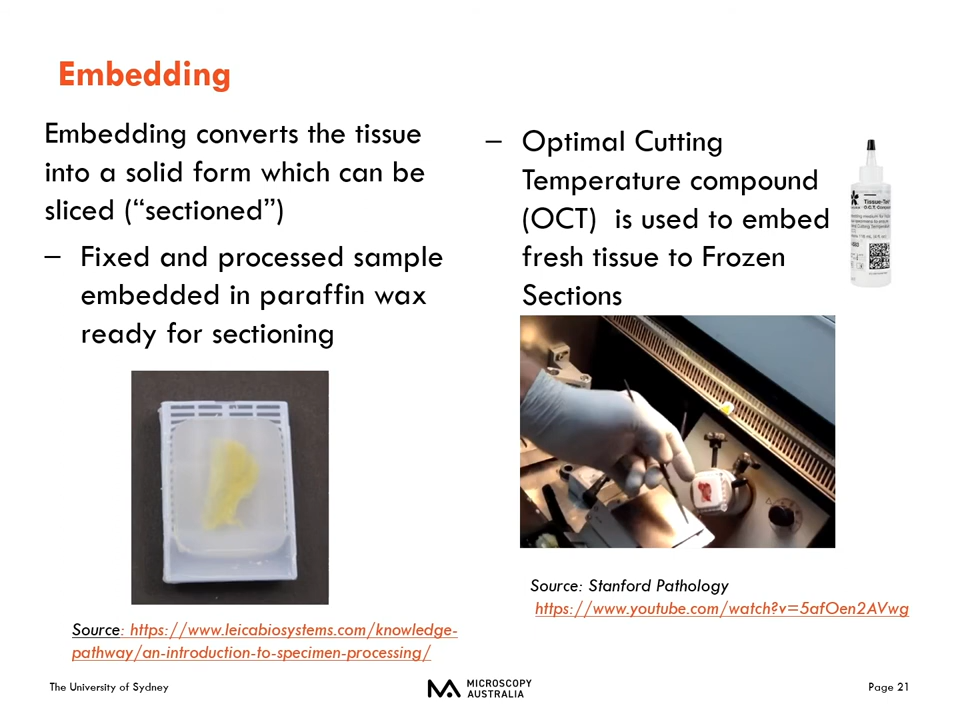 Embedding
Embedding converts the tissue
into a solid form which can be
sliced (“sectioned”)
– Fixed and processed sample
embedded in paraffin wax
ready for sectioning
Source: https://www.leicabiosystems.com/knowledge-
pathway/an-introduction-to-specimen-processing/
– Optimal Cutting
Temperature compound
(OCT)  is used to embed
fresh tissue to Frozen
Sections
Tissue-Tek
Source: Stanford Pathology
https://www.youtube.com/watch?v=5afOen2AVwg
The University of Sydney
MICROSCOPY
AUSTRALIA
Page 21